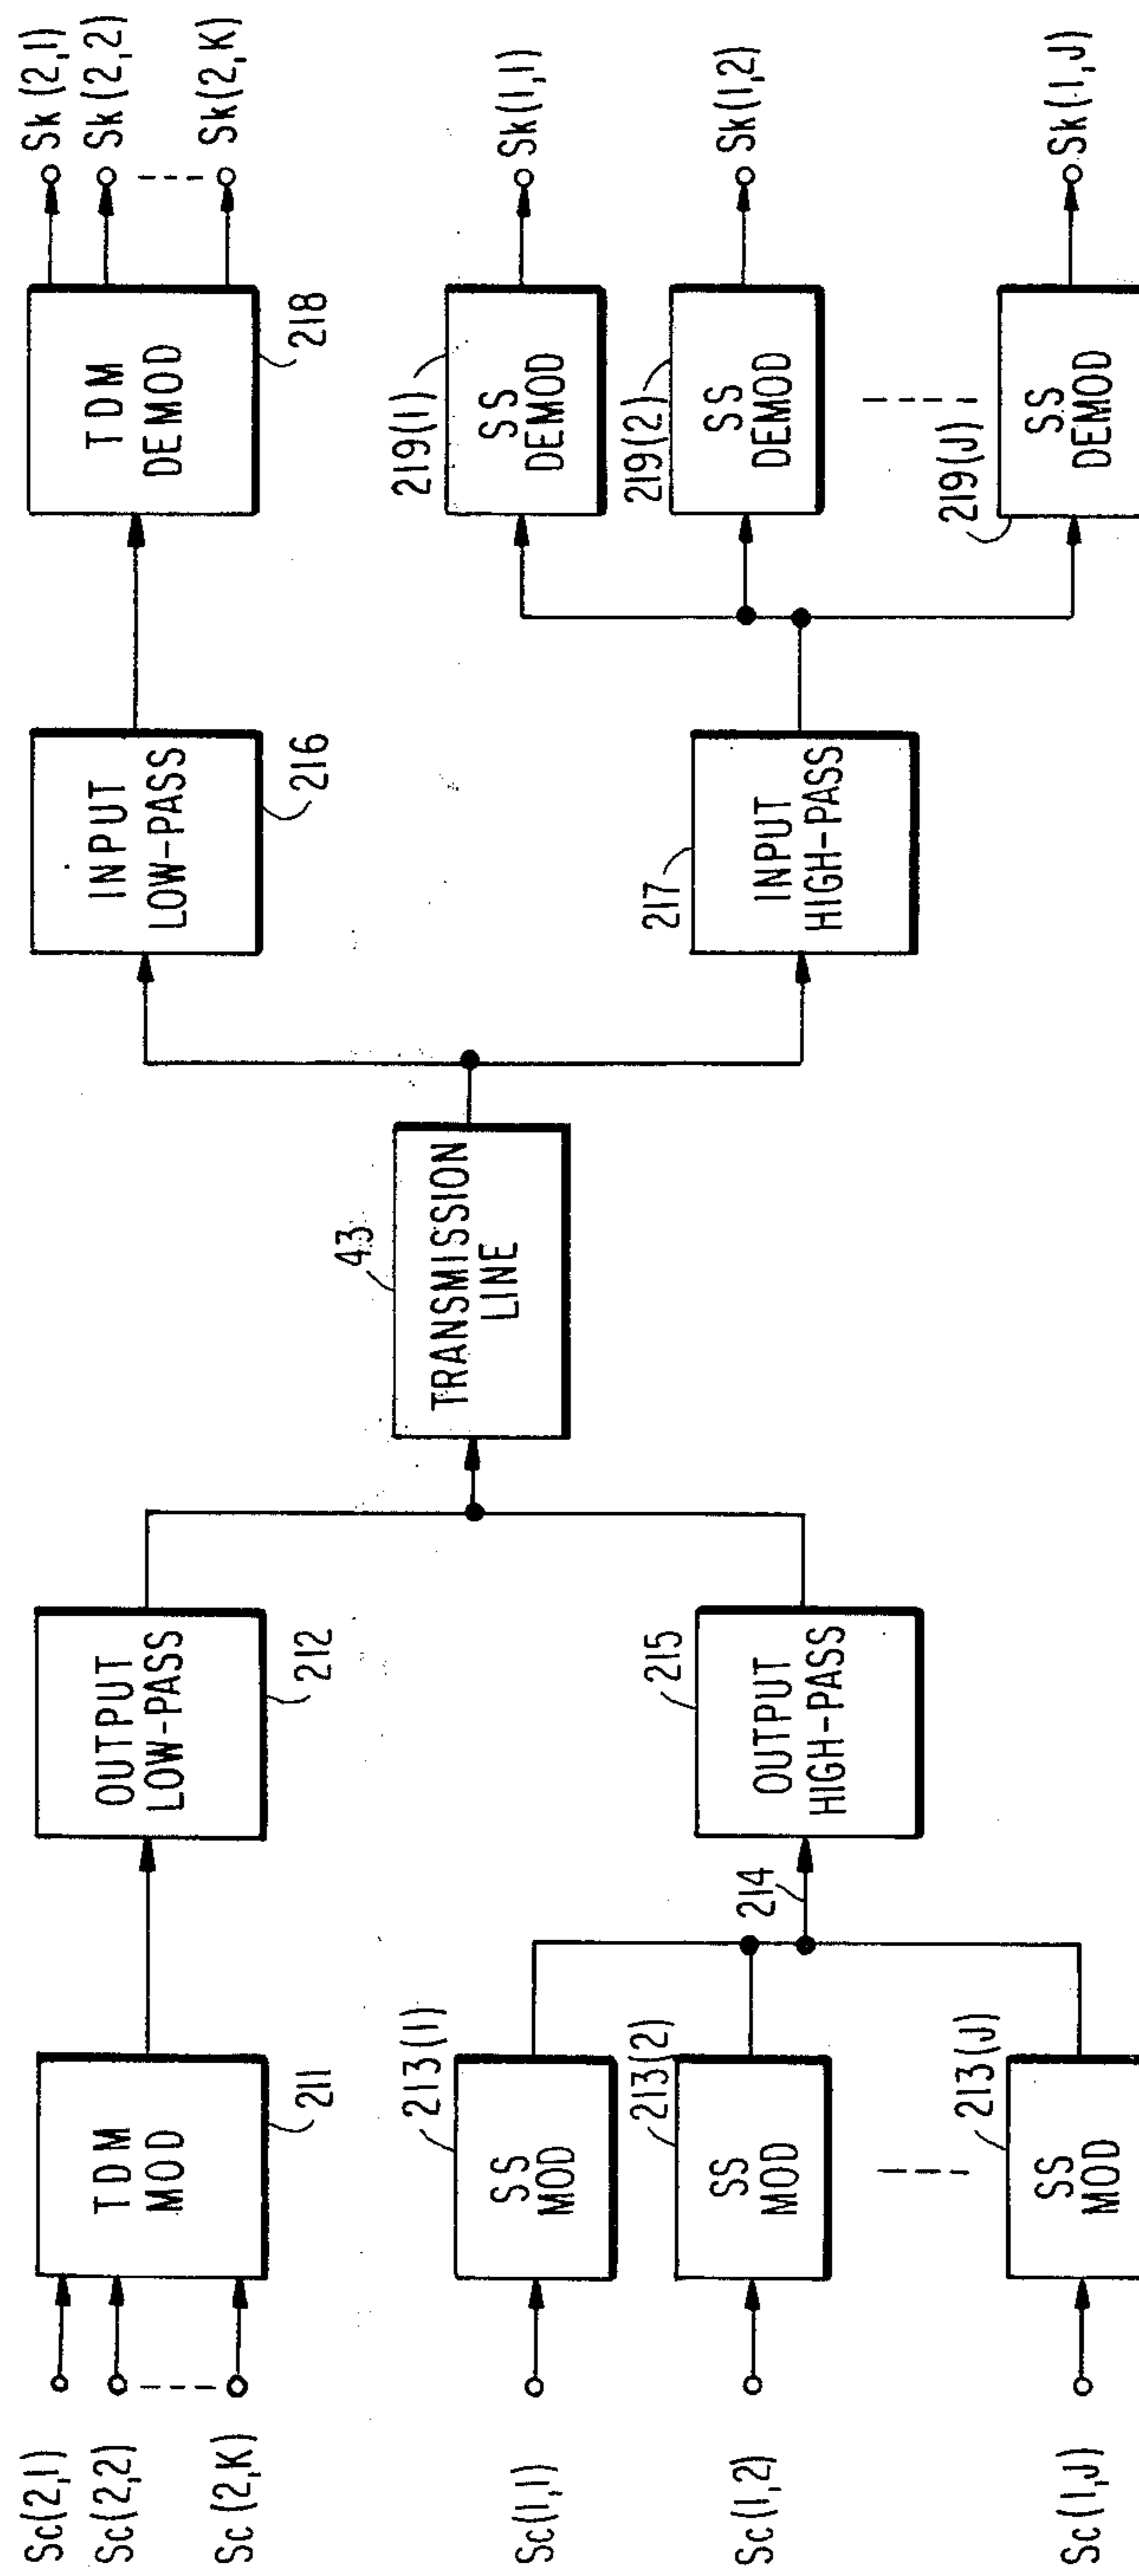 Sc(2,1)
Sc(2,2)
Sc(2,K)
TDM
MOD
211
OUTPUT
LOW-PASS
212
Sc(1,1)
SS
MOD
213(1)
Sc(1,2)
SS
MOD
213(2)
Sc(1,J)
SS
MOD
213(J)
214
OUTPUT
HIGH-PASS
215
TRANSMISSION
LINE
43
INPUT
LOW-PASS
216
INPUT
HIGH-PASS
217
TDM
DEMOD
218
Sk(2,1)
Sk(2,2)
Sk(2,K)
SS
DEMOD
219(1)
Sk(1,1)
SS
DEMOD
219(2)
Sk(1,2)
SS
DEMOD
219(J)
Sk(1,J)